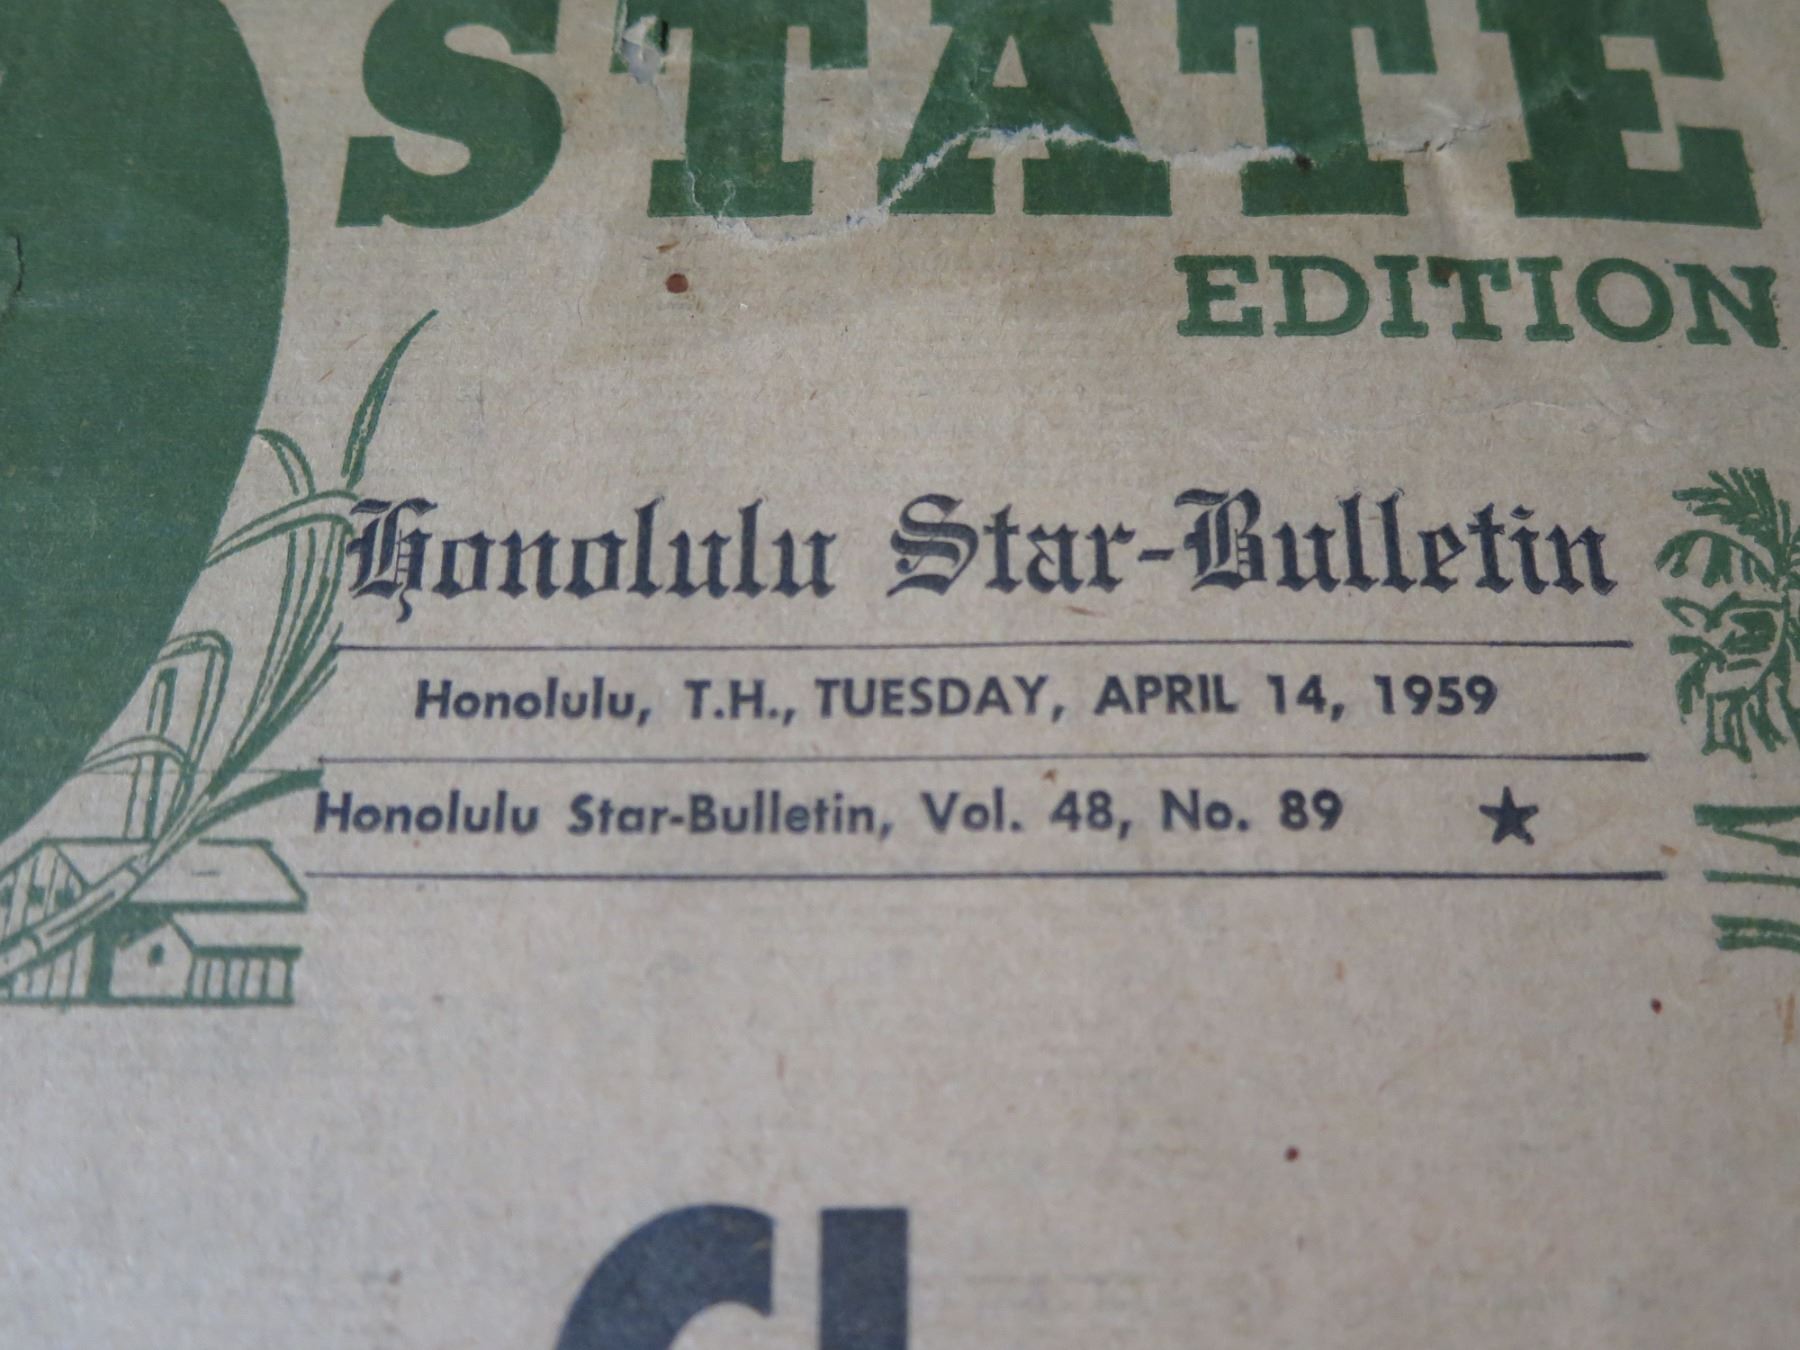 STATE
EDITION
Honolulu Star-Bulletin
Honolulu, T.H., TUESDAY, APRIL 14, 1959
Honolulu Star-Bulletin, Vol. 48, No. 89 ★